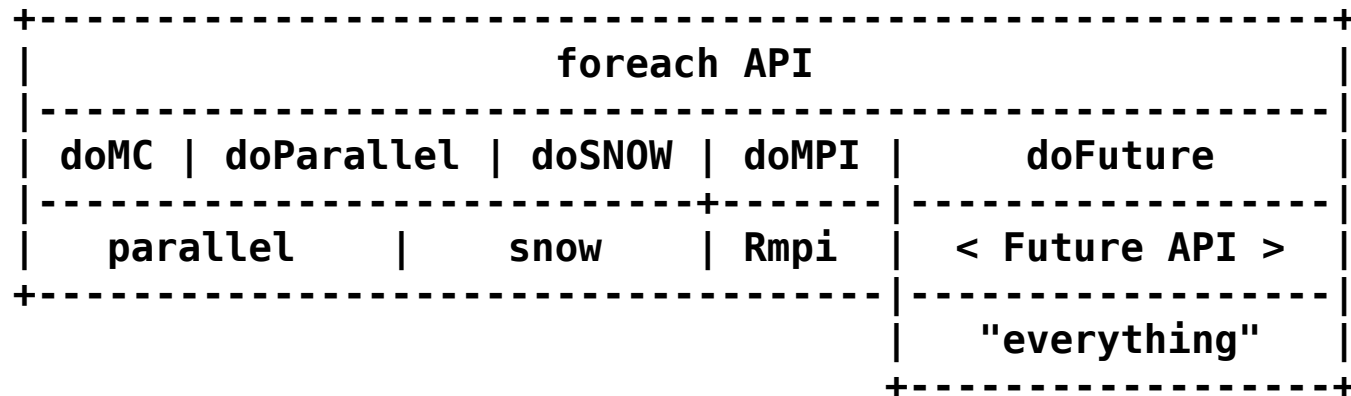 +-------------------------------------------------------+
| foreach API |
|-------------------------------------------------------|
| doMC | doParallel | doSNOW | doMPI | doFuture |
|----------------------------+-------|------------------|
| parallel | snow | Rmpi | < Future API > |
+------------------------------------|------------------|
| "everything" |
+------------------+